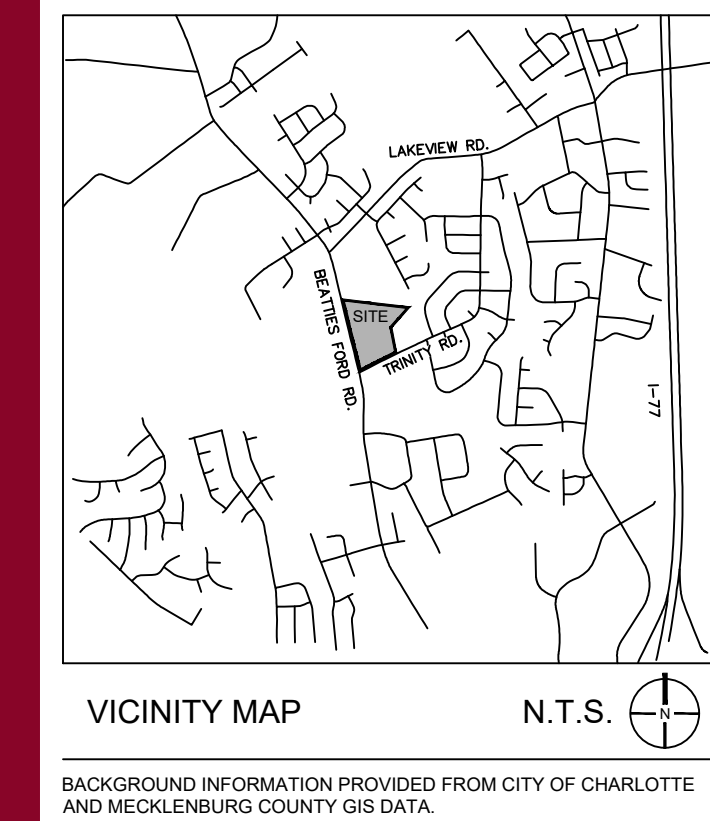 LAKEVIEW RD.
BEATTIES FORD RD.
SITE
TRINITY RD.
I-77
VICINITY MAP
N.T.S.
N
BACKGROUND INFORMATION PROVIDED FROM CITY OF CHARLOTTE
AND MECKLENBURG COUNTY GIS DATA.